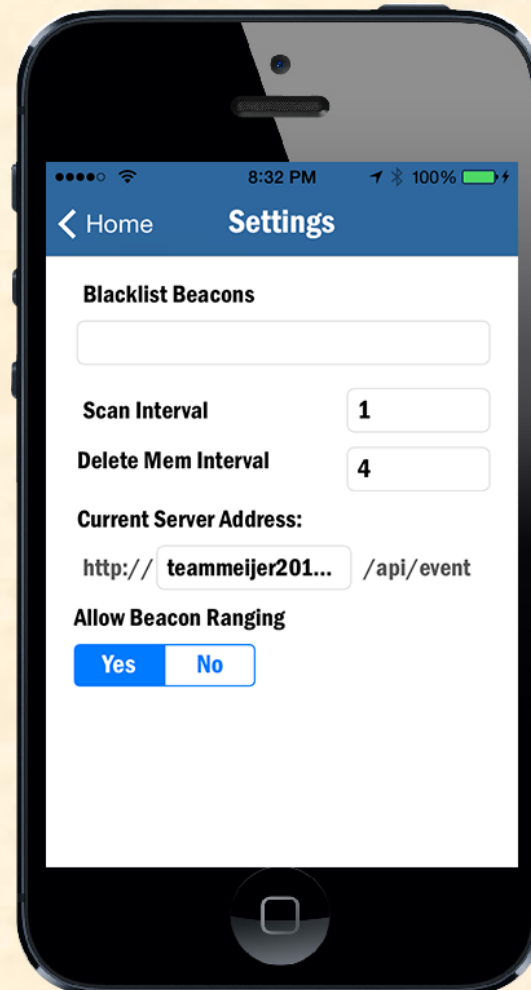 8:32 PM 100%
Home Settings
Blacklist Beacons
Scan Interval 1
Delete Mem Interval 4
Current Server Address:
http:// teammeijer201... /api/event
Allow Beacon Ranging
Yes No